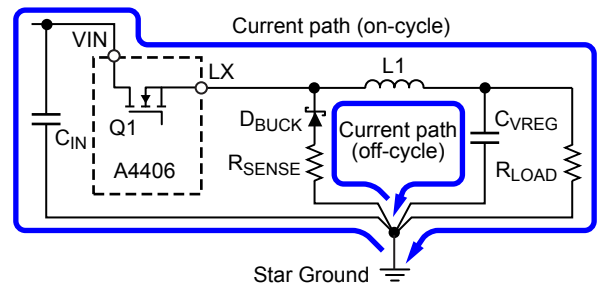 Current path (on-cycle)
VIN
LX
L1
Q1
CIN
A4406
DBUCK
RSENSE
Current path
(off-cycle)
CVREG
RLOAD
Star Ground